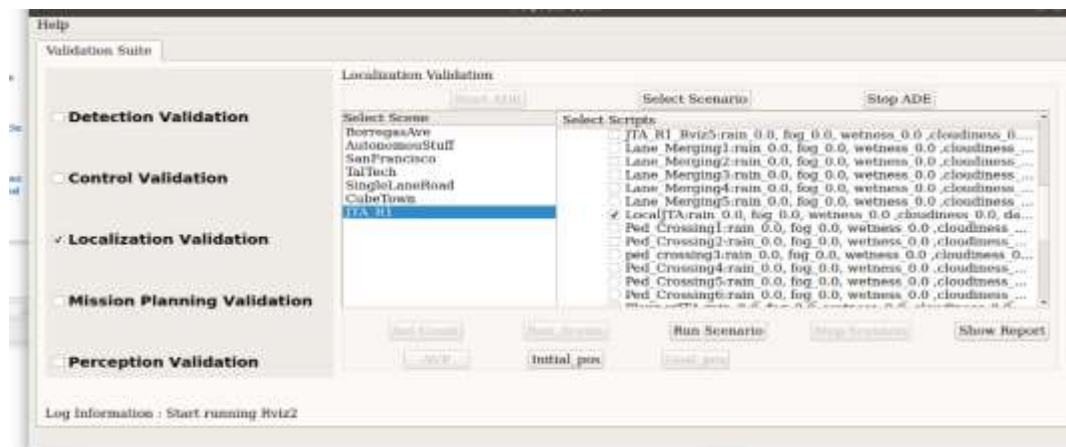 Help
Validation Suite
Localization Validation
Select Scenario
Stop ADE
Detection Validation
Control Validation
Localization Validation
Mission Planning Validation
Perception Validation
Select Scene
BorregasAve
AutonomouStuff
SanFrancisco
TalTech
SingleLaneRoad
CubeTown
JTA_R1
Select Scripts
JTA_R1_Rviz5:rain_0.0, fog_0.0, wetness_0.0 ,cloudiness_0....
Lane_Merging1:rain_0.0, fog_0.0, wetness_0.0 ,cloudiness_...
Lane_Merging2:rain_0.0, fog_0.0, wetness_0.0 ,cloudiness_...
Lane_Merging3:rain_0.0, fog_0.0, wetness_0.0 ,cloudiness_...
Lane_Merging4:rain_0.0, fog_0.0, wetness_0.0 ,cloudiness_...
Lane_Merging5:rain_0.0, fog_0.0, wetness_0.0 ,cloudiness_...
LocalJTA:rain_0.0, fog_0.0, wetness_0.0 ,cloudiness_0.0, da...
Ped_Crossing1:rain_0.0, fog_0.0, wetness_0.0 ,cloudiness_...
Ped_Crossing2:rain_0.0, fog_0.0, wetness_0.0 ,cloudiness_...
ped_crossing3:rain_0.0, fog_0.0, wetness_0.0 ,cloudiness_0...
Ped_Crossing4:rain_0.0, fog_0.0, wetness_0.0 ,cloudiness_...
Ped_Crossing5:rain_0.0, fog_0.0, wetness_0.0 ,cloudiness_...
Ped_Crossing6:rain_0.0, fog_0.0, wetness_0.0 ,cloudiness_...
Run Scenario
Show Report
Initial_pos
Log Information : Start running Rviz2